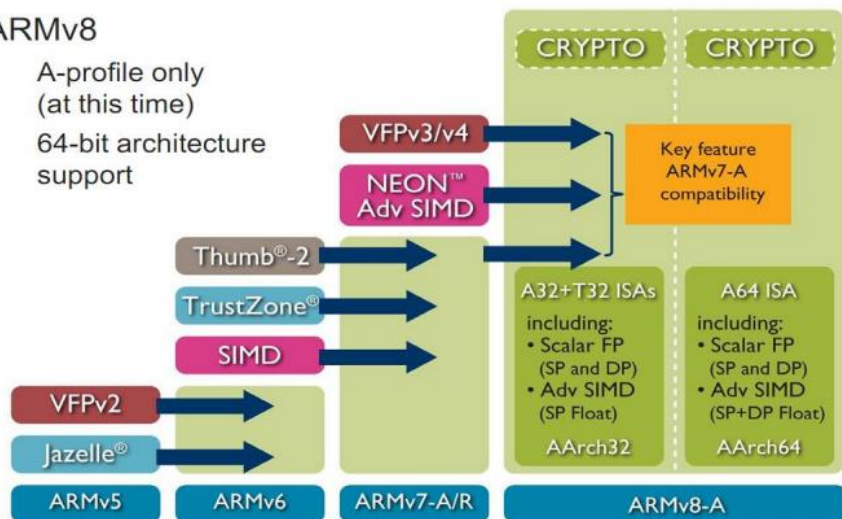 ARMv8
A-profile only
(at this time)
64-bit architecture
support
CRYPTO
CRYPTO
VFPv3/v4
NEON™
Adv SIMD
Key feature
ARMv7-A
compatibility
Thumb®-2
TrustZone®
SIMD
A32+T32 ISAs
including:
• Scalar FP
(SP and DP)
• Adv SIMD
(SP Float)
AArch32
A64 ISA
including:
• Scalar FP
(SP and DP)
• Adv SIMD
(SP+DP Float)
AArch64
VFPv2
Jazelle®
ARMv5
ARMv6
ARMv7-A/R
ARMv8-A